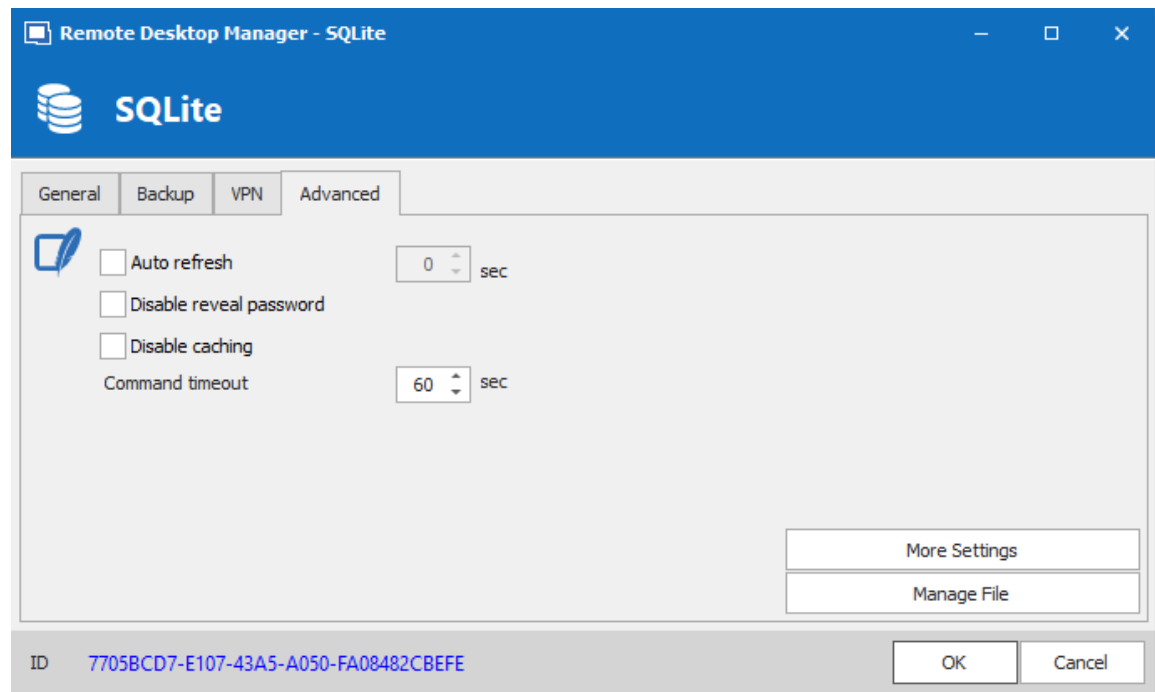 Remote Desktop Manager - SQLite
SQLite
General Backup VPN Advanced
Auto refresh 0 sec
Disable reveal password
Disable caching
Command timeout 60 sec
More Settings
Manage File
ID 7705BCD7-E107-43A5-A050-FA08482CBEFE OK Cancel